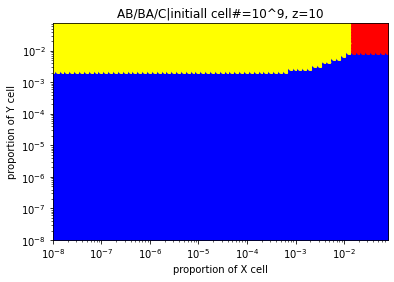 AB/BA/C|initiall cell#=10^9, z=10
proportion of Y cell
10⁻²
10⁻³
10⁻⁴
10⁻⁵
10⁻⁶
10⁻⁷
10⁻⁸
10⁻⁸ 10⁻⁷ 10⁻⁶ 10⁻⁵ 10⁻⁴ 10⁻³ 10⁻²
proportion of X cell